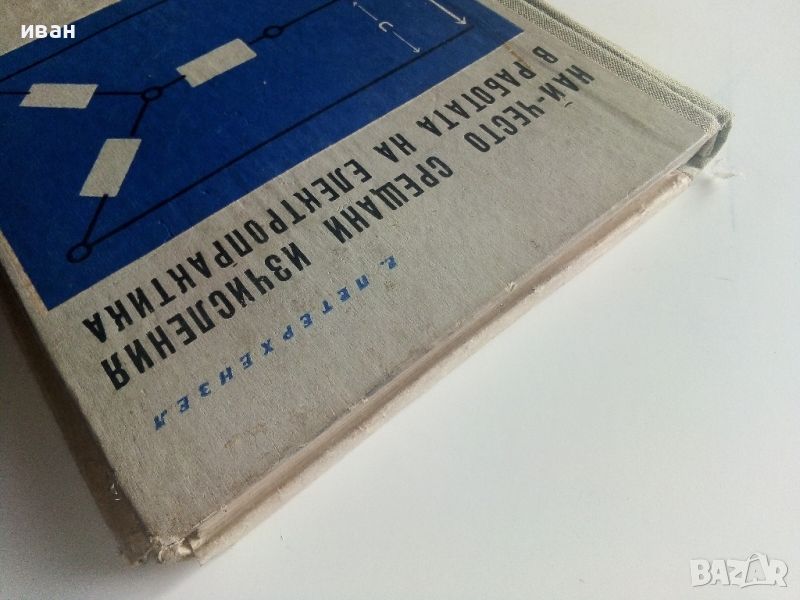 иван
Е. ПЕТЕРХЕНЗЕЛ
НАЙ-ЧЕСТО СРЕЩАНИ ИЗЧИСЛЕНИЯ
В РАБОТАТА НА ЕЛЕКТРОПРАКТИКА
U
BAZAR